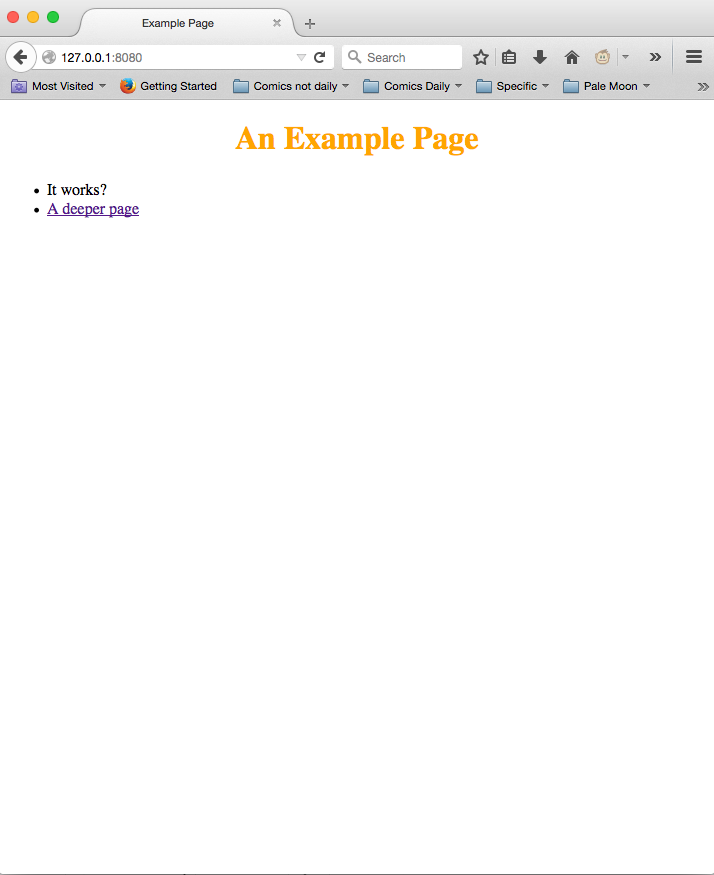 Example Page
127.0.0.1:8080
Search
Most Visited Getting Started Comics not daily Comics Daily Specific Pale Moon
An Example Page
It works?
A deeper page